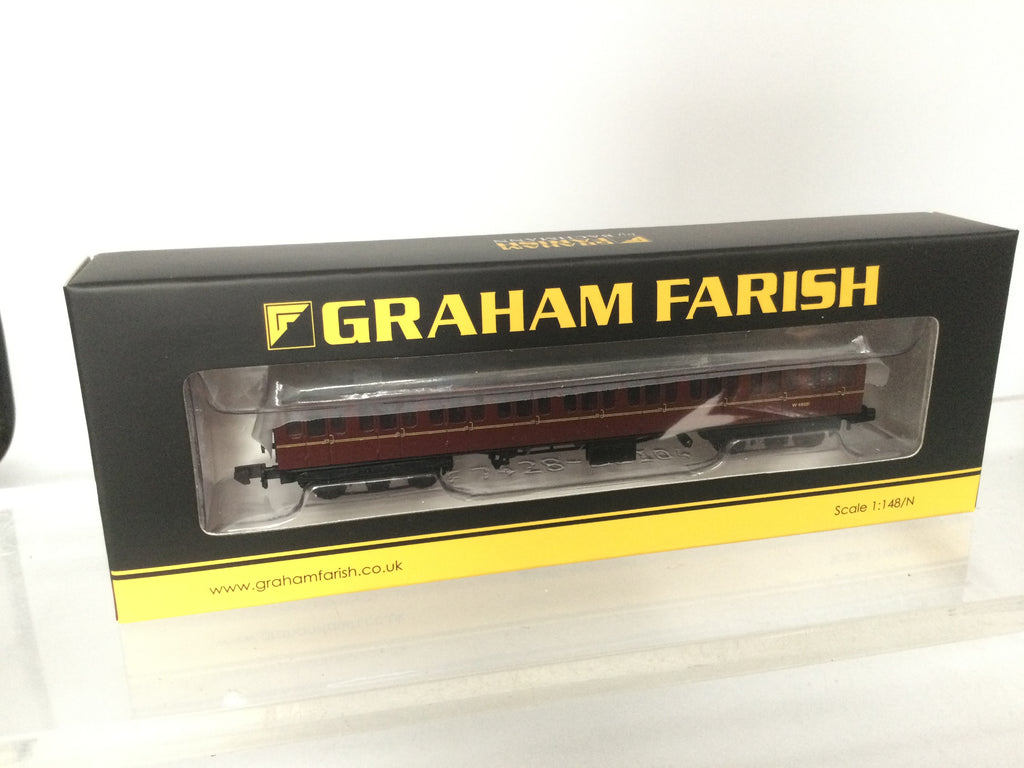 GRAHAM FARISH
Scale 1:148/N
www.grahamfarish.co.uk